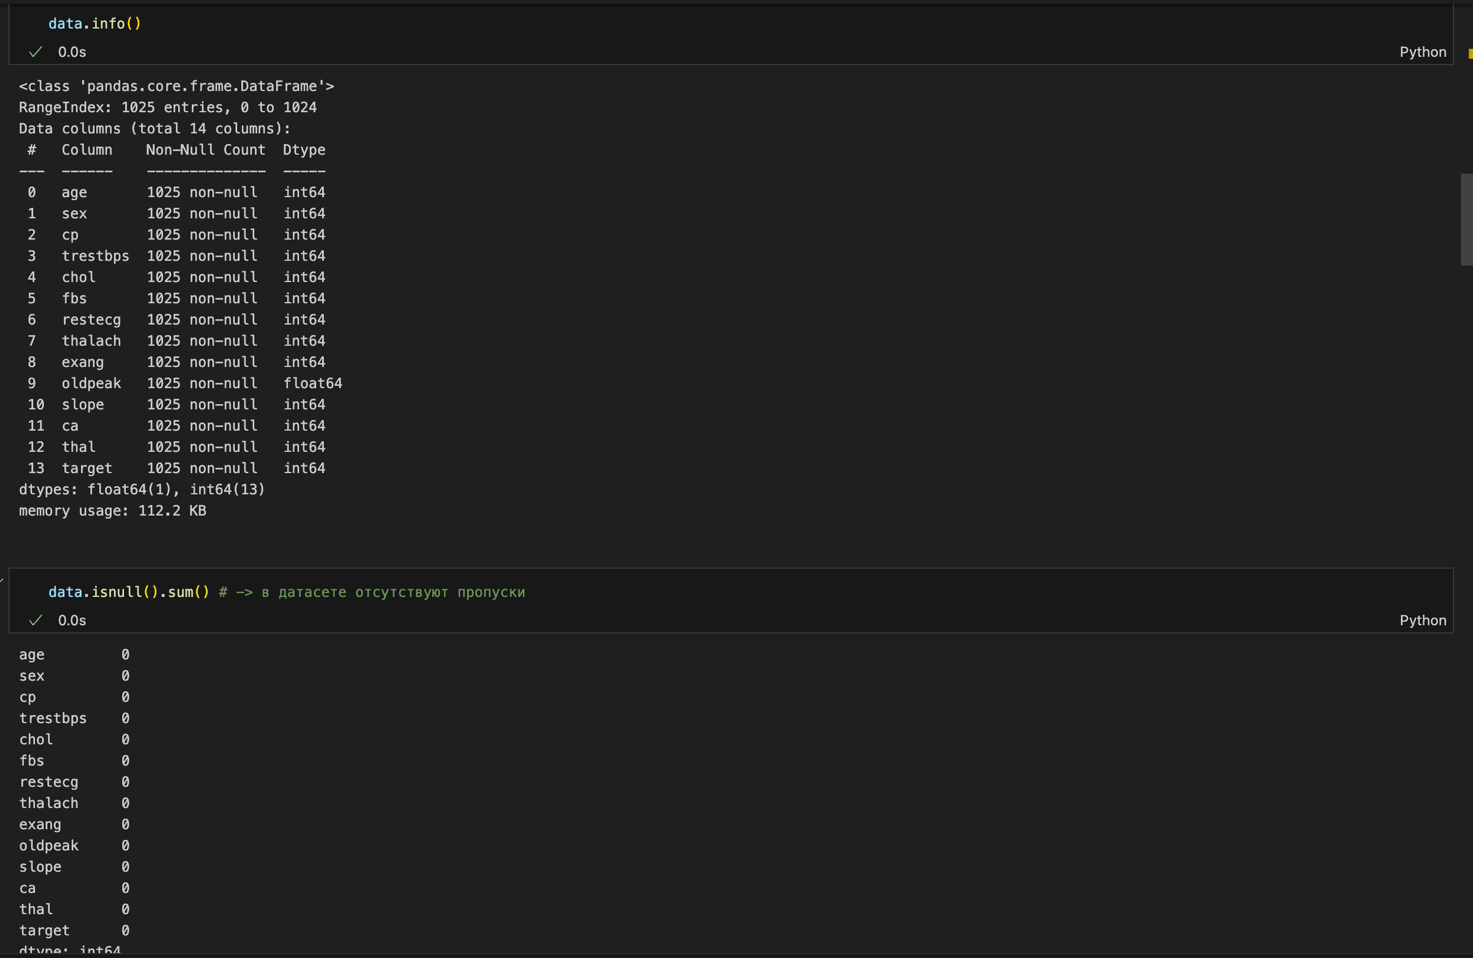 data.info()
0.0s
Python
<class 'pandas.core.frame.DataFrame'>
RangeIndex: 1025 entries, 0 to 1024
Data columns (total 14 columns):
 #   Column    Non-Null Count  Dtype
---  ------    --------------  -----
 0   age       1025 non-null   int64
 1   sex       1025 non-null   int64
 2   cp        1025 non-null   int64
 3   trestbps  1025 non-null   int64
 4   chol      1025 non-null   int64
 5   fbs       1025 non-null   int64
 6   restecg   1025 non-null   int64
 7   thalach   1025 non-null   int64
 8   exang     1025 non-null   int64
 9   oldpeak   1025 non-null   float64
 10  slope     1025 non-null   int64
 11  ca        1025 non-null   int64
 12  thal      1025 non-null   int64
 13  target    1025 non-null   int64
dtypes: float64(1), int64(13)
memory usage: 112.2 KB
data.isnull().sum() # -> в датасете отсутствуют пропуски
0.0s
Python
age         0
sex         0
cp          0
trestbps    0
chol        0
fbs         0
restecg     0
thalach     0
exang       0
oldpeak     0
slope       0
ca          0
thal        0
target      0
dtype: int64